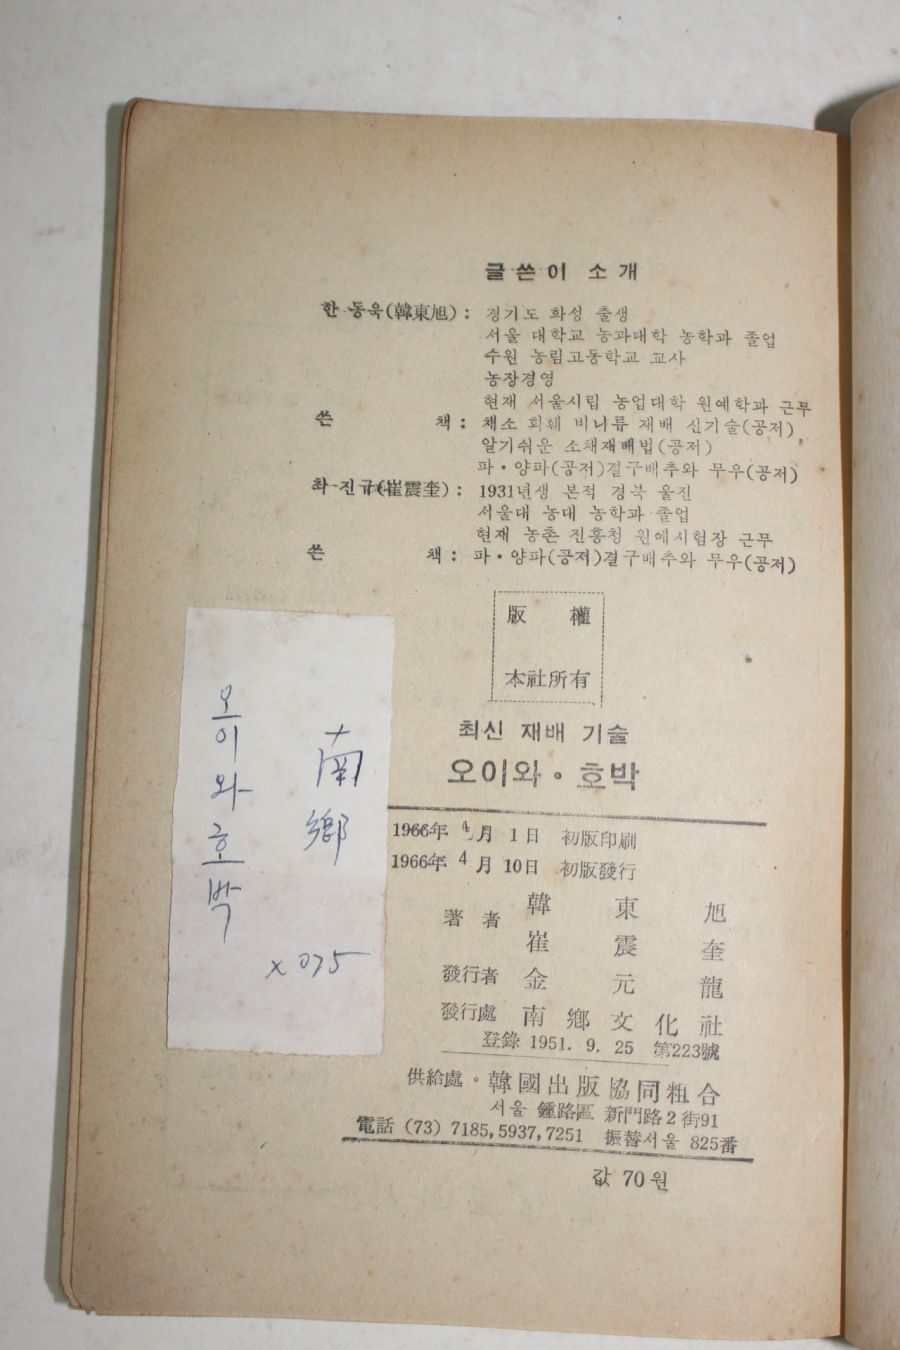 글쓴이 소개
한 동욱(韓東旭) : 경기도 화성 출생
서울 대학교 농과대학 농학과 졸업
수원 농림고등학교 교사
농장경영
현재 서울시립 농업대학 원예학과 근무
쓴 책 : 채소 회훼 비니류 재배 신기술(공저)
알기쉬운 소채재배법(공저)
파・양파(공저)결구배추와 무우(공저)
최 진규(崔震奎) : 1931년생 본적 경북 울진
서울대 농대 농학과 졸업
현재 농촌 진흥청 원예시험장 근무
쓴 책 : 파・양파(공저)결구배추와 무우(공저)
版 權
本社所有
최신 재배 기술
오이와・호박
1966年 4月 1日 初版印刷
1966年 4月 10日 初版發行
著者 韓東旭
崔震奎
發行者 金元龍
發行處 南鄕文化社
登錄 1951. 9. 25 第223號
供給處・韓國出版協同組合
서울 鍾路區 新門路2街91
電話 (73) 7185,5937,7251 振替서울 825番
값 70원
오이와 호박
南鄕
x 075